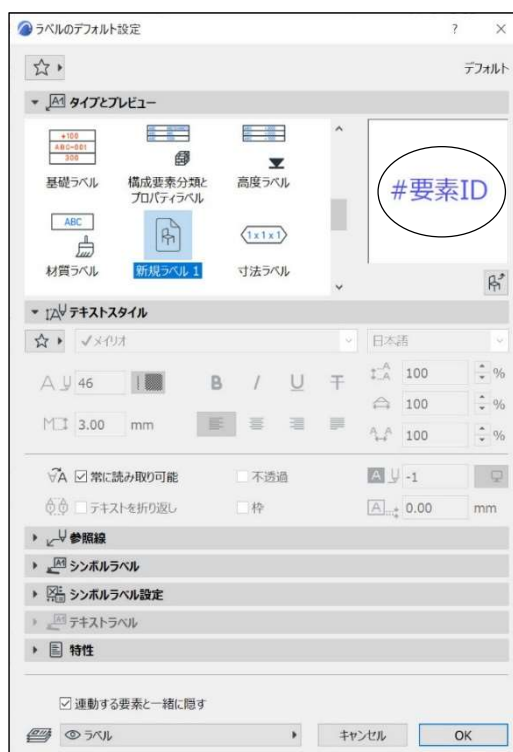 ラベルのデフォルト設定
? ×
デフォルト
A1 タイプとプレビュー
+100
ABC-001
300
基礎ラベル
構成要素分類と
プロパティラベル
高度ラベル
ABC
材質ラベル
新規ラベル 1
1x1x1
寸法ラベル
#要素ID
テキストスタイル
メイリオ
日本語
46
B I U T
100 %
100 %
3.00 mm
100 %
常に読み取り可能
不透過
-1
テキストを折り返し
枠
0.00 mm
参照線
シンボルラベル
シンボルラベル設定
テキストラベル
特性
連動する要素と一緒に隠す
ラベル
キャンセル
OK